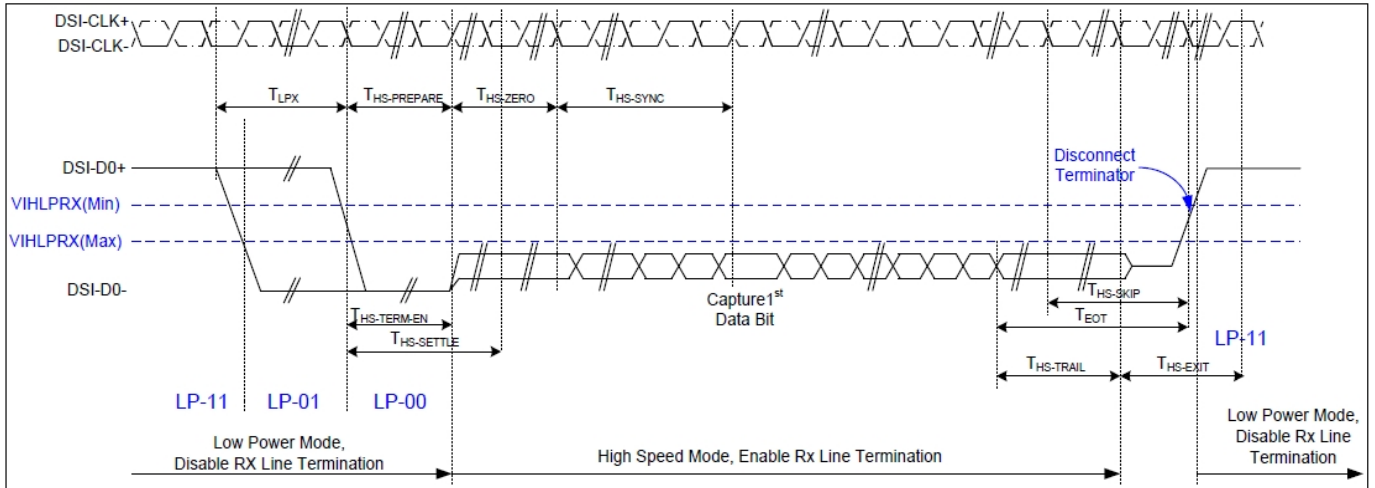 DSI-CLK+
DSI-CLK-
TLPX
THS-PREPARE
THS-ZERO
THS-SYNC
DSI-D0+
Disconnect
Terminator
VIHLPRX(Min)
VIHLPRX(Max)
DSI-D0-
Capture1st
Data Bit
THS-SKIP
THS-TERM-EN
TEOT
THS-SETTLE
LP-11
THS-TRAIL
THS-EXIT
LP-11
LP-01
LP-00
Low Power Mode,
Disable RX Line Termination
High Speed Mode, Enable Rx Line Termination
Low Power Mode,
Disable Rx Line
Termination